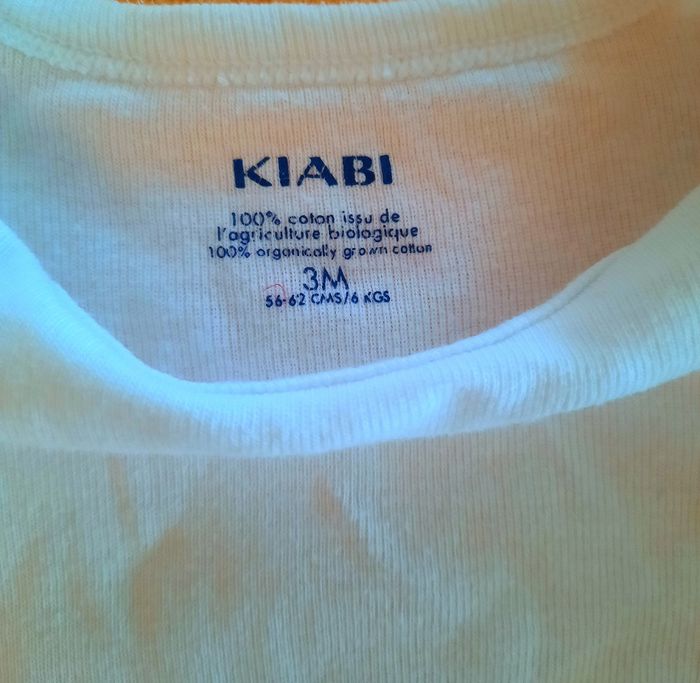 KIABI
100% coton issu de
l'agriculture biologique
100% organically grown cotton
3M
56-62 CMS/6 KGS